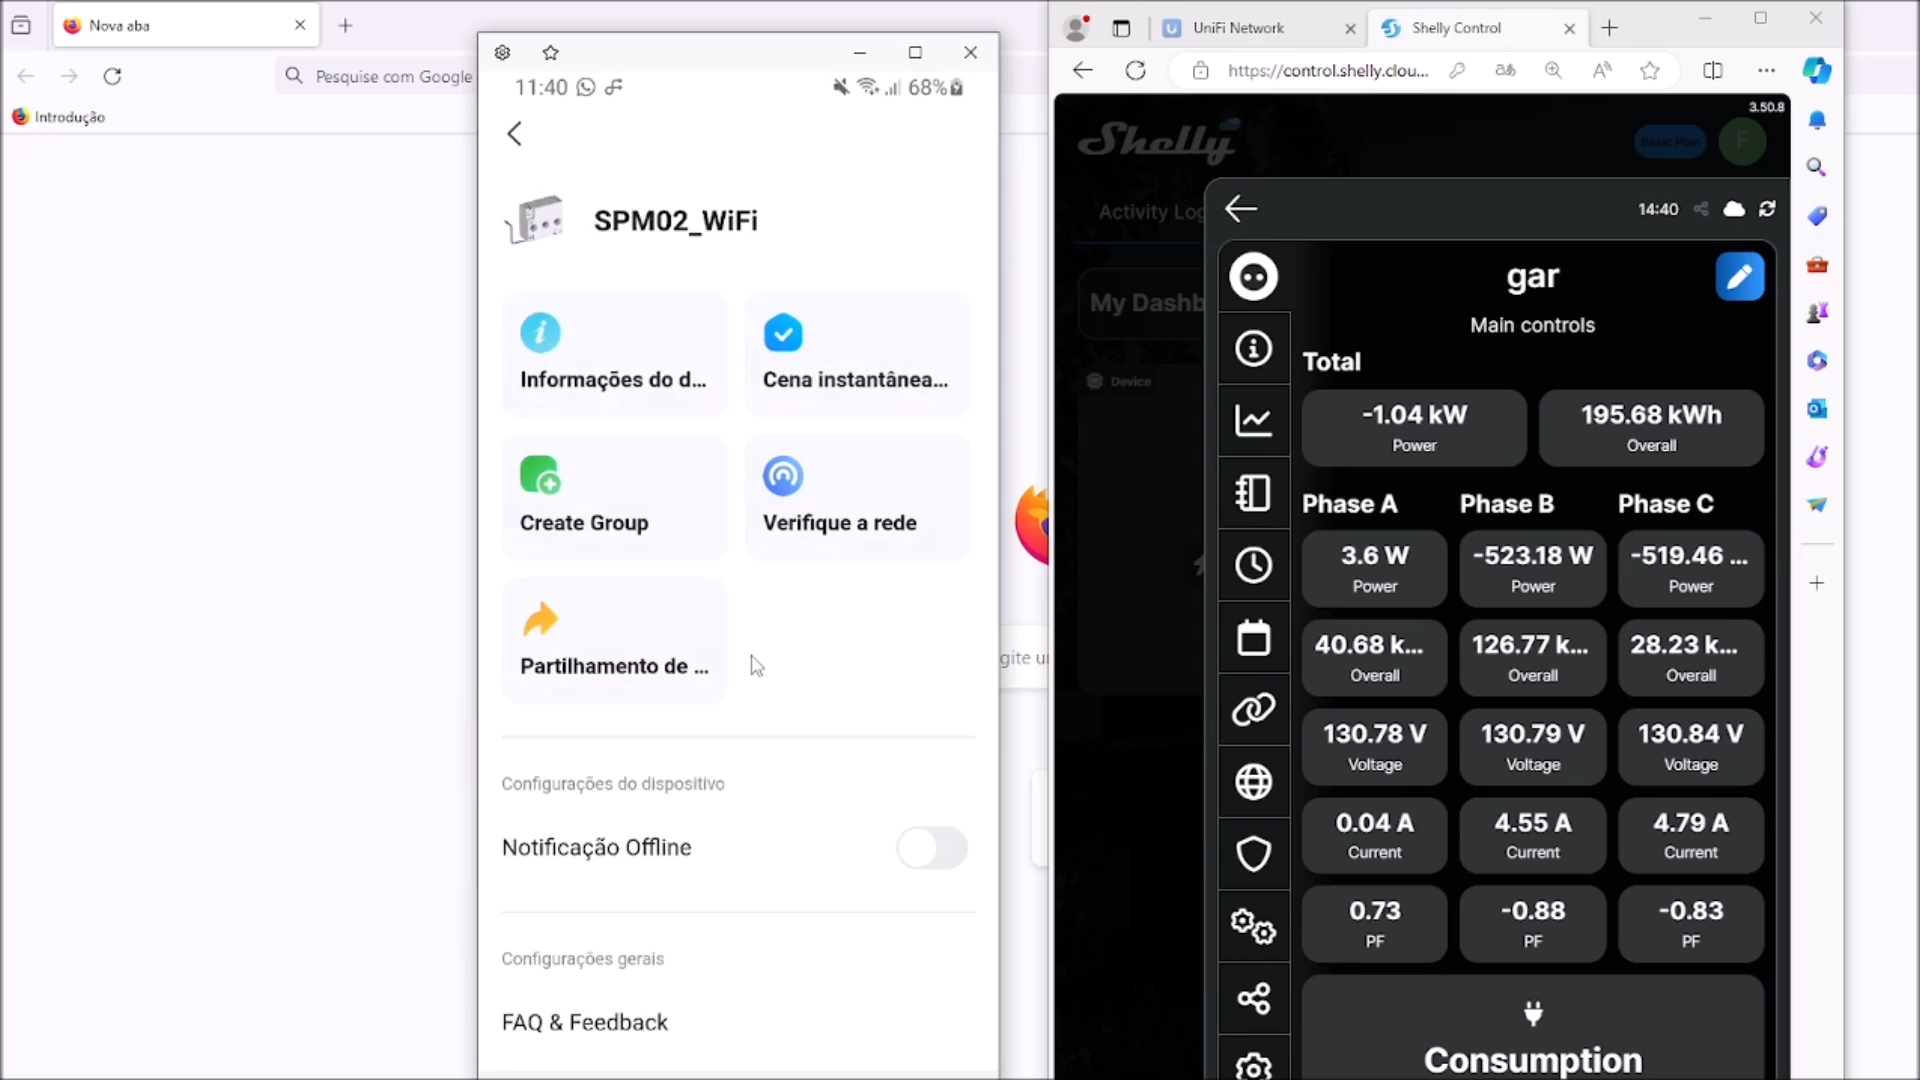 Nova aba
Pesquise com Google
Introdução
11:40
68%
SPM02_WiFi
Informações do d...
Cena instantânea...
Create Group
Verifique a rede
Partilhamento de ...
Configurações do dispositivo
Notificação Offline
Configurações gerais
FAQ & Feedback
gite u
UniFi Network
Shelly Control
https://control.shelly.clou...
3.50.8
Shelly
Basic Plan
F
Activity Log
My Dashb
Device
14:40
gar
Main controls
Total
-1.04 kW
Power
195.68 kWh
Overall
Phase A
Phase B
Phase C
3.6 W
Power
-523.18 W
Power
-519.46 ...
Power
40.68 k...
Overall
126.77 k...
Overall
28.23 k...
Overall
130.78 V
Voltage
130.79 V
Voltage
130.84 V
Voltage
0.04 A
Current
4.55 A
Current
4.79 A
Current
0.73
PF
-0.88
PF
-0.83
PF
Consumption